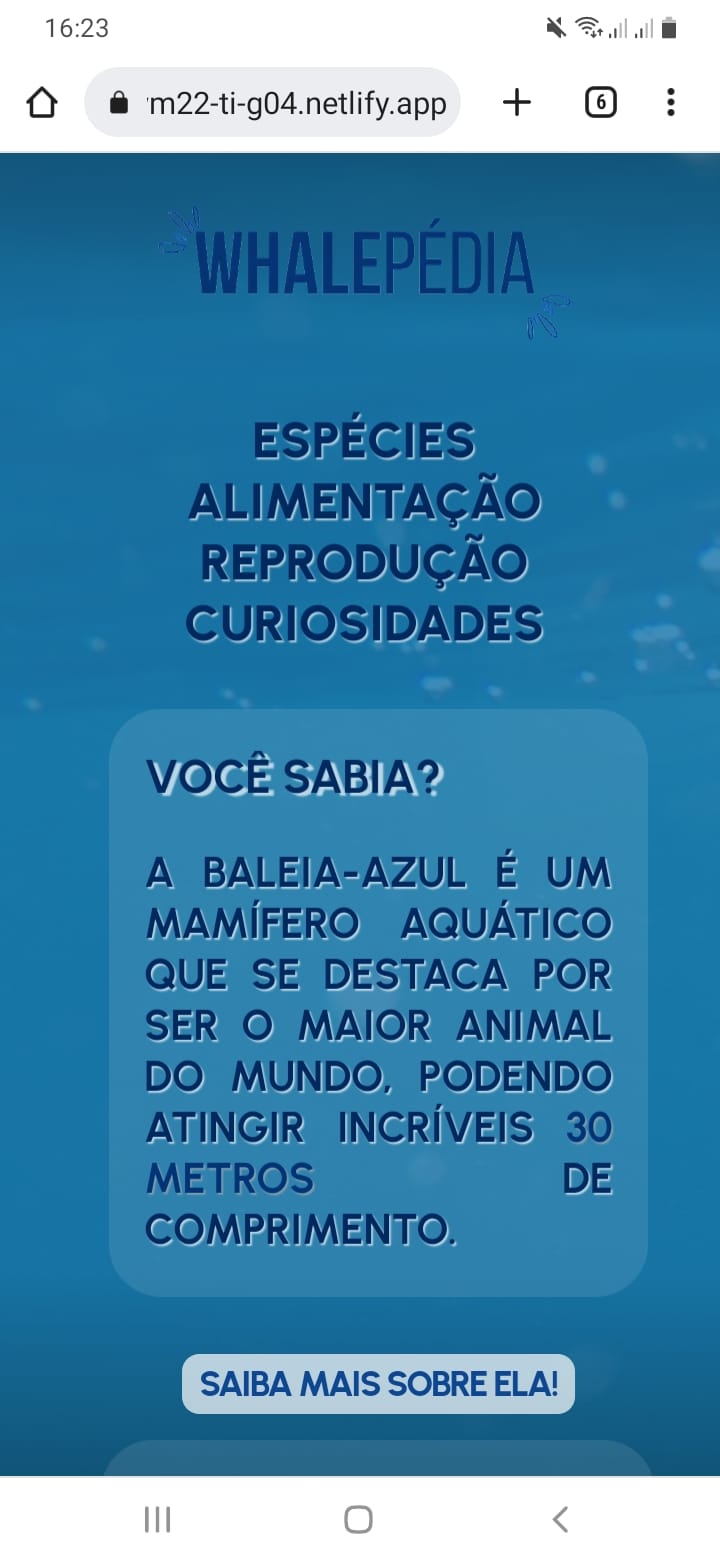 16:23
m22-ti-g04.netlify.app
6
WHALEPÉDIA
ESPÉCIES
ALIMENTAÇÃO
REPRODUÇÃO
CURIOSIDADES
VOCÊ SABIA?
A BALEIA-AZUL É UM
MAMÍFERO AQUÁTICO
QUE SE DESTACA POR
SER O MAIOR ANIMAL
DO MUNDO, PODENDO
ATINGIR INCRÍVEIS 30
METROS DE
COMPRIMENTO.
SAIBA MAIS SOBRE ELA!